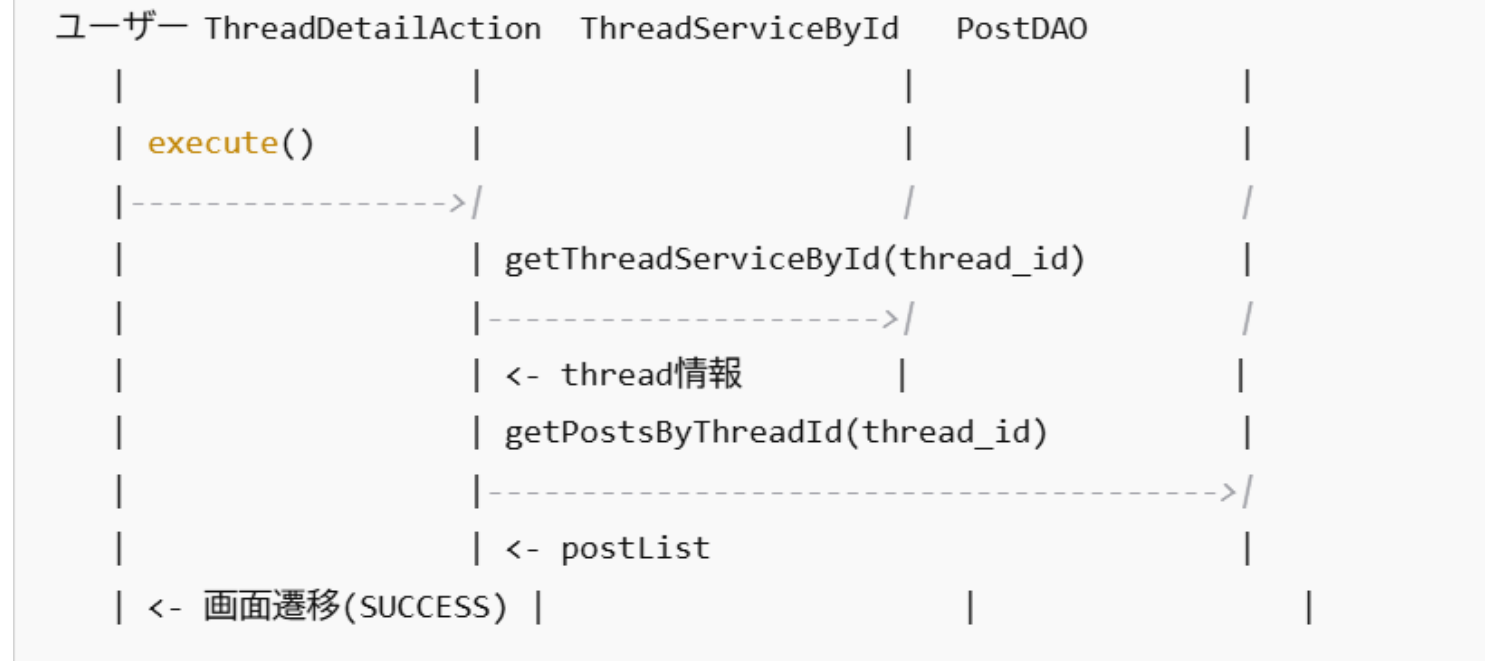 ユーザー ThreadDetailAction  ThreadServiceById   PostDAO
   |                  |                      |                 |
   | execute()        |                      |                 |
   |----------------->|                      |                 |
   |                  | getThreadServiceById(thread_id)        |
   |                  |--------------------->|                 |
   |                  | <- thread情報        |                 |
   |                  | getPostsByThreadId(thread_id)          |
   |                  |--------------------------------------->|
   |                  | <- postList                            |
   | <- 画面遷移(SUCCESS) |                      |                 |